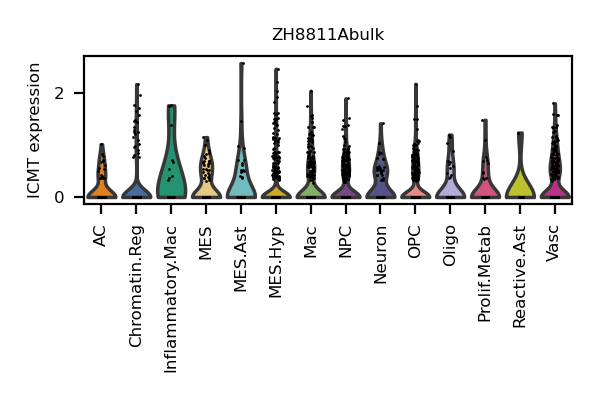 ZH8811Abulk
ICMT expression
2
0
AC
Chromatin.Reg
Inflammatory.Mac
MES
MES.Ast
MES.Hyp
Mac
NPC
Neuron
OPC
Oligo
Prolif.Metab
Reactive.Ast
Vasc